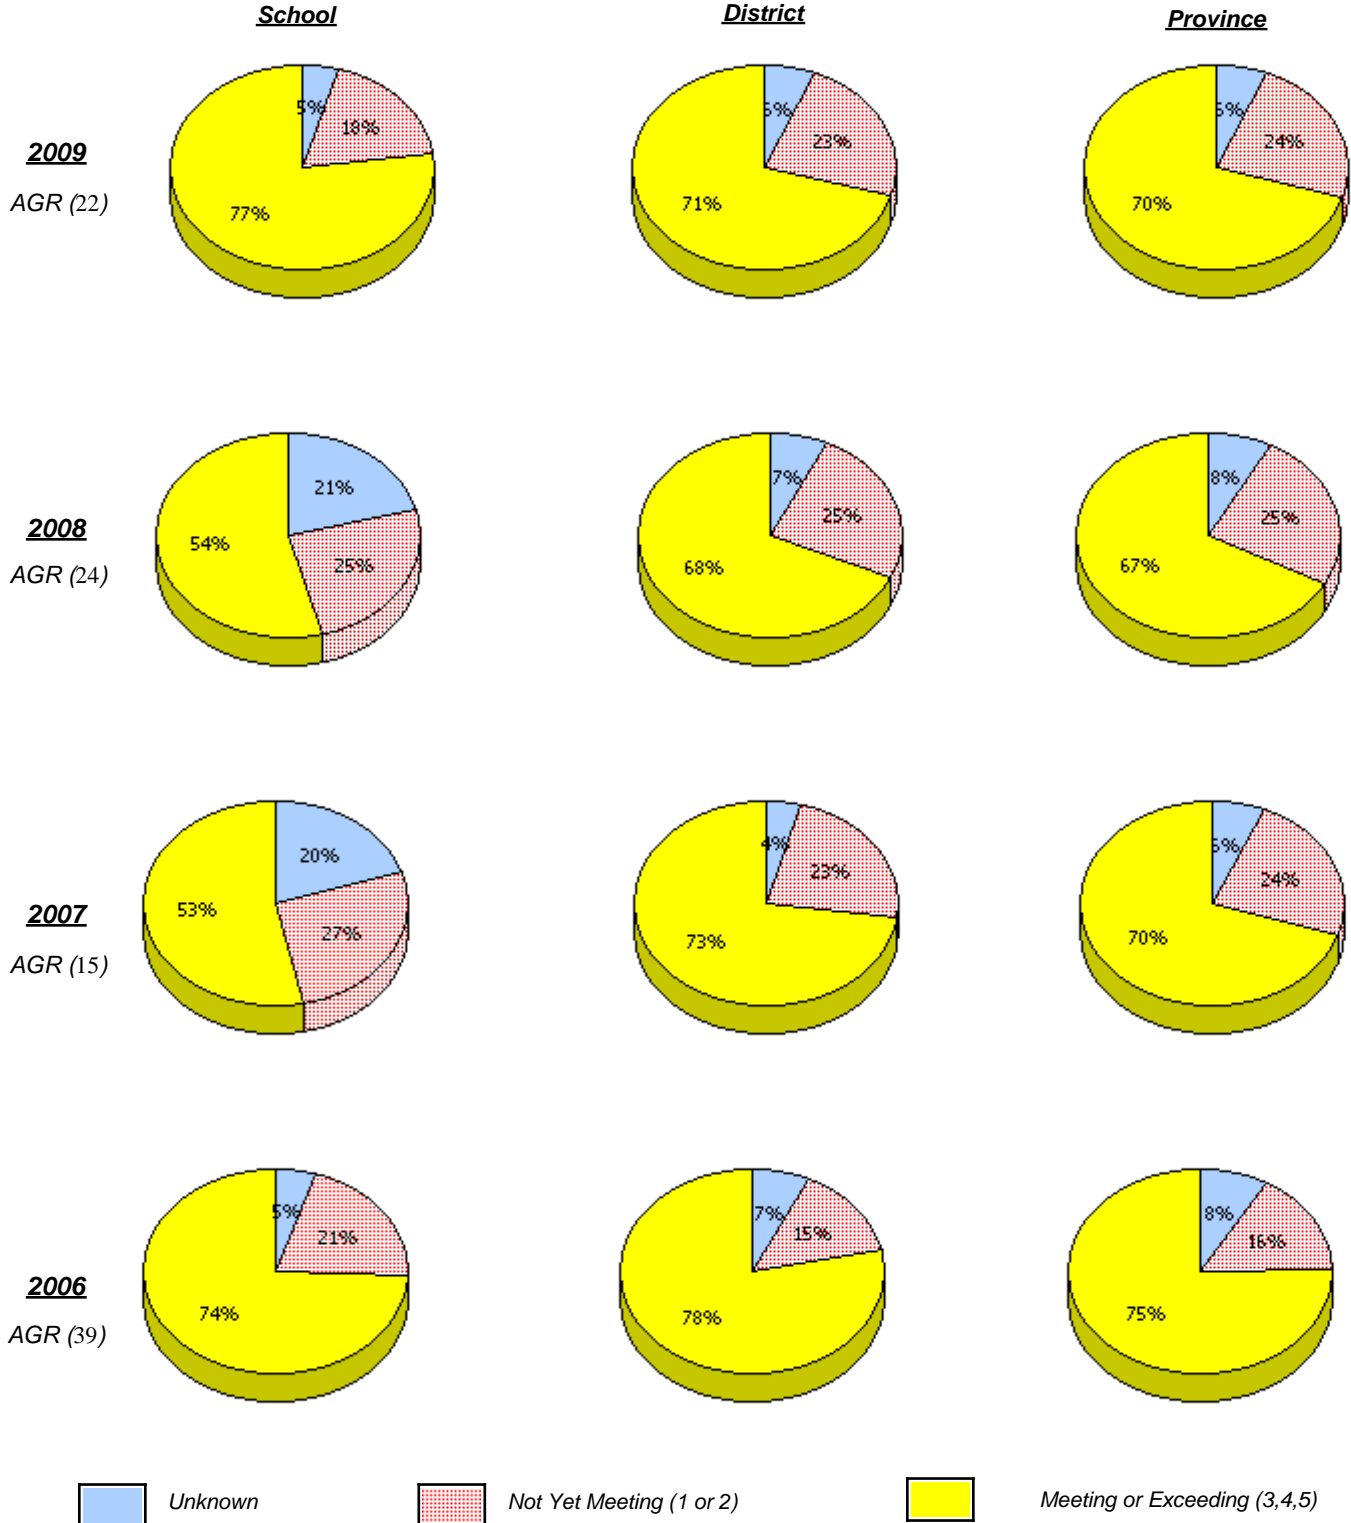 School District Province
2009
AGR (22)
5% 18% 77%
6% 23% 71%
6% 24% 70%
2008
AGR (24)
21% 25% 54%
7% 25% 68%
8% 25% 67%
2007
AGR (15)
20% 27% 53%
4% 23% 73%
6% 24% 70%
2006
AGR (39)
5% 21% 74%
7% 15% 78%
8% 16% 75%
Unknown Not Yet Meeting (1 or 2) Meeting or Exceeding (3,4,5)